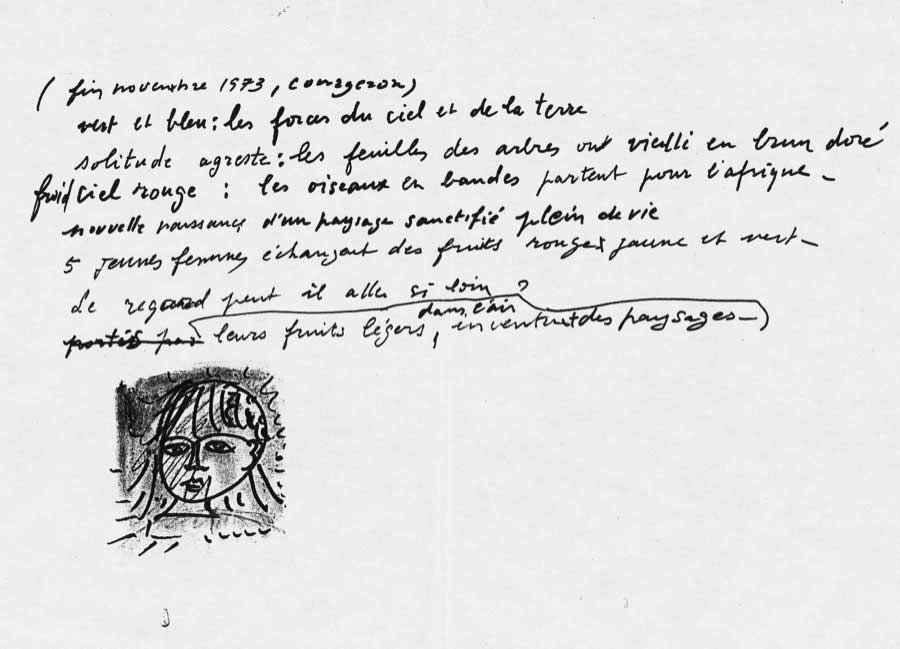 ( fin novembre 1973, courgeron)
vert et bleu : les forces du ciel et de la terre
solitude agreste : les feuilles des arbres ont vieilli en brun doré
froid/ciel rouge : les oiseaux en bandes partent pour l'afrique -
nouvelle naissance d'un paysage sanctifié plein de vie
5 jeunes femmes échangent des fruits rouges jaune et vert -
Le regard peut il aller si loin ?
dans l'air
portés par leurs fruits légers, inventent des paysages -)